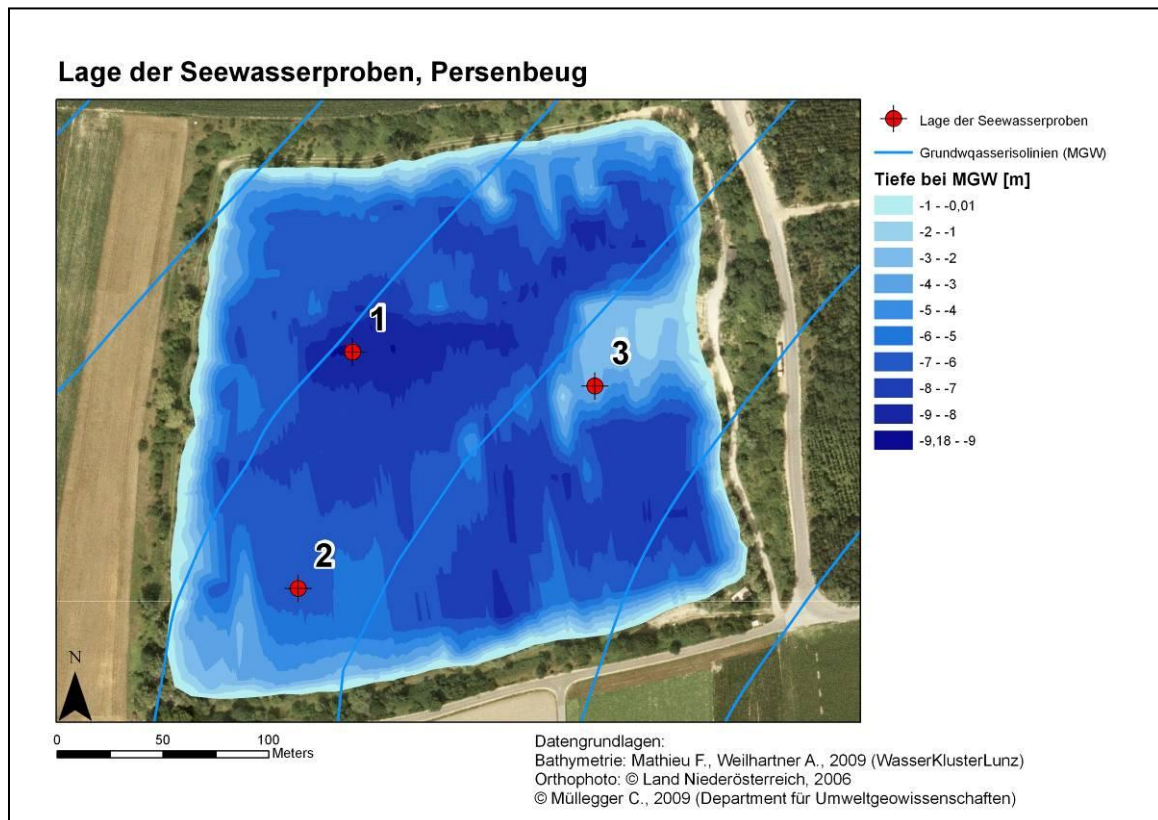 Lage der Seewasserproben, Persenbeug
1
2
3
N
0 50 100
Meters
Lage der Seewasserproben
Grundwqasserisolinien (MGW)
Tiefe bei MGW [m]
-1 - -0,01
-2 - -1
-3 - -2
-4 - -3
-5 - -4
-6 - -5
-7 - -6
-8 - -7
-9 - -8
-9,18 - -9
Datengrundlagen:
Bathymetrie: Mathieu F., Weilhartner A., 2009 (WasserKlusterLunz)
Orthophoto: © Land Niederösterreich, 2006
© Müllegger C., 2009 (Department für Umweltgeowissenschaften)